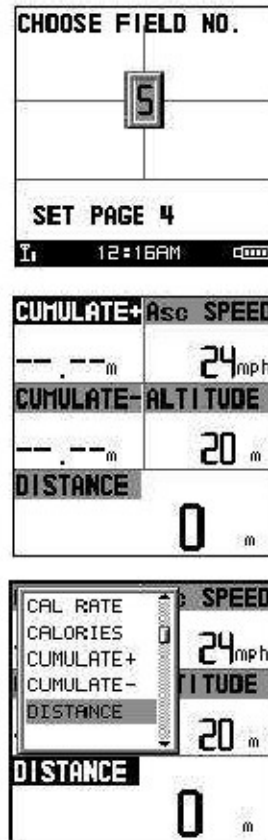 CHOOSE FIELD NO.
5
SET PAGE 4
12:16AM
CUMULATE+ Asc SPEED
--.--m 24mph
CUMULATE- ALTITUDE
--.--m 20 m
DISTANCE
0 m
CAL RATE
CALORIES
CUMULATE+
CUMULATE-
DISTANCE
SPEED
24mph
TITUDE
20 m
DISTANCE
0 m